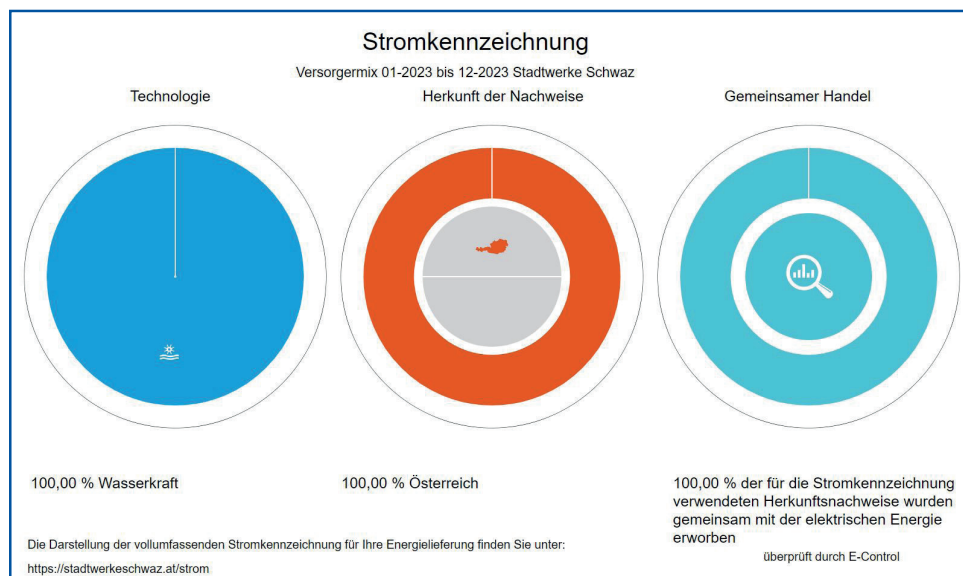 Stromkennzeichnung
Versorgermix 01-2023 bis 12-2023 Stadtwerke Schwaz
Technologie
Herkunft der Nachweise
Gemeinsamer Handel
100,00 % Wasserkraft
100,00 % Österreich
100,00 % der für die Stromkennzeichnung
verwendeten Herkunftsnachweise wurden
gemeinsam mit der elektrischen Energie
erworben
überprüft durch E-Control
Die Darstellung der vollumfassenden Stromkennzeichnung für Ihre Energielieferung finden Sie unter:
https://stadtwerkeschwaz.at/strom